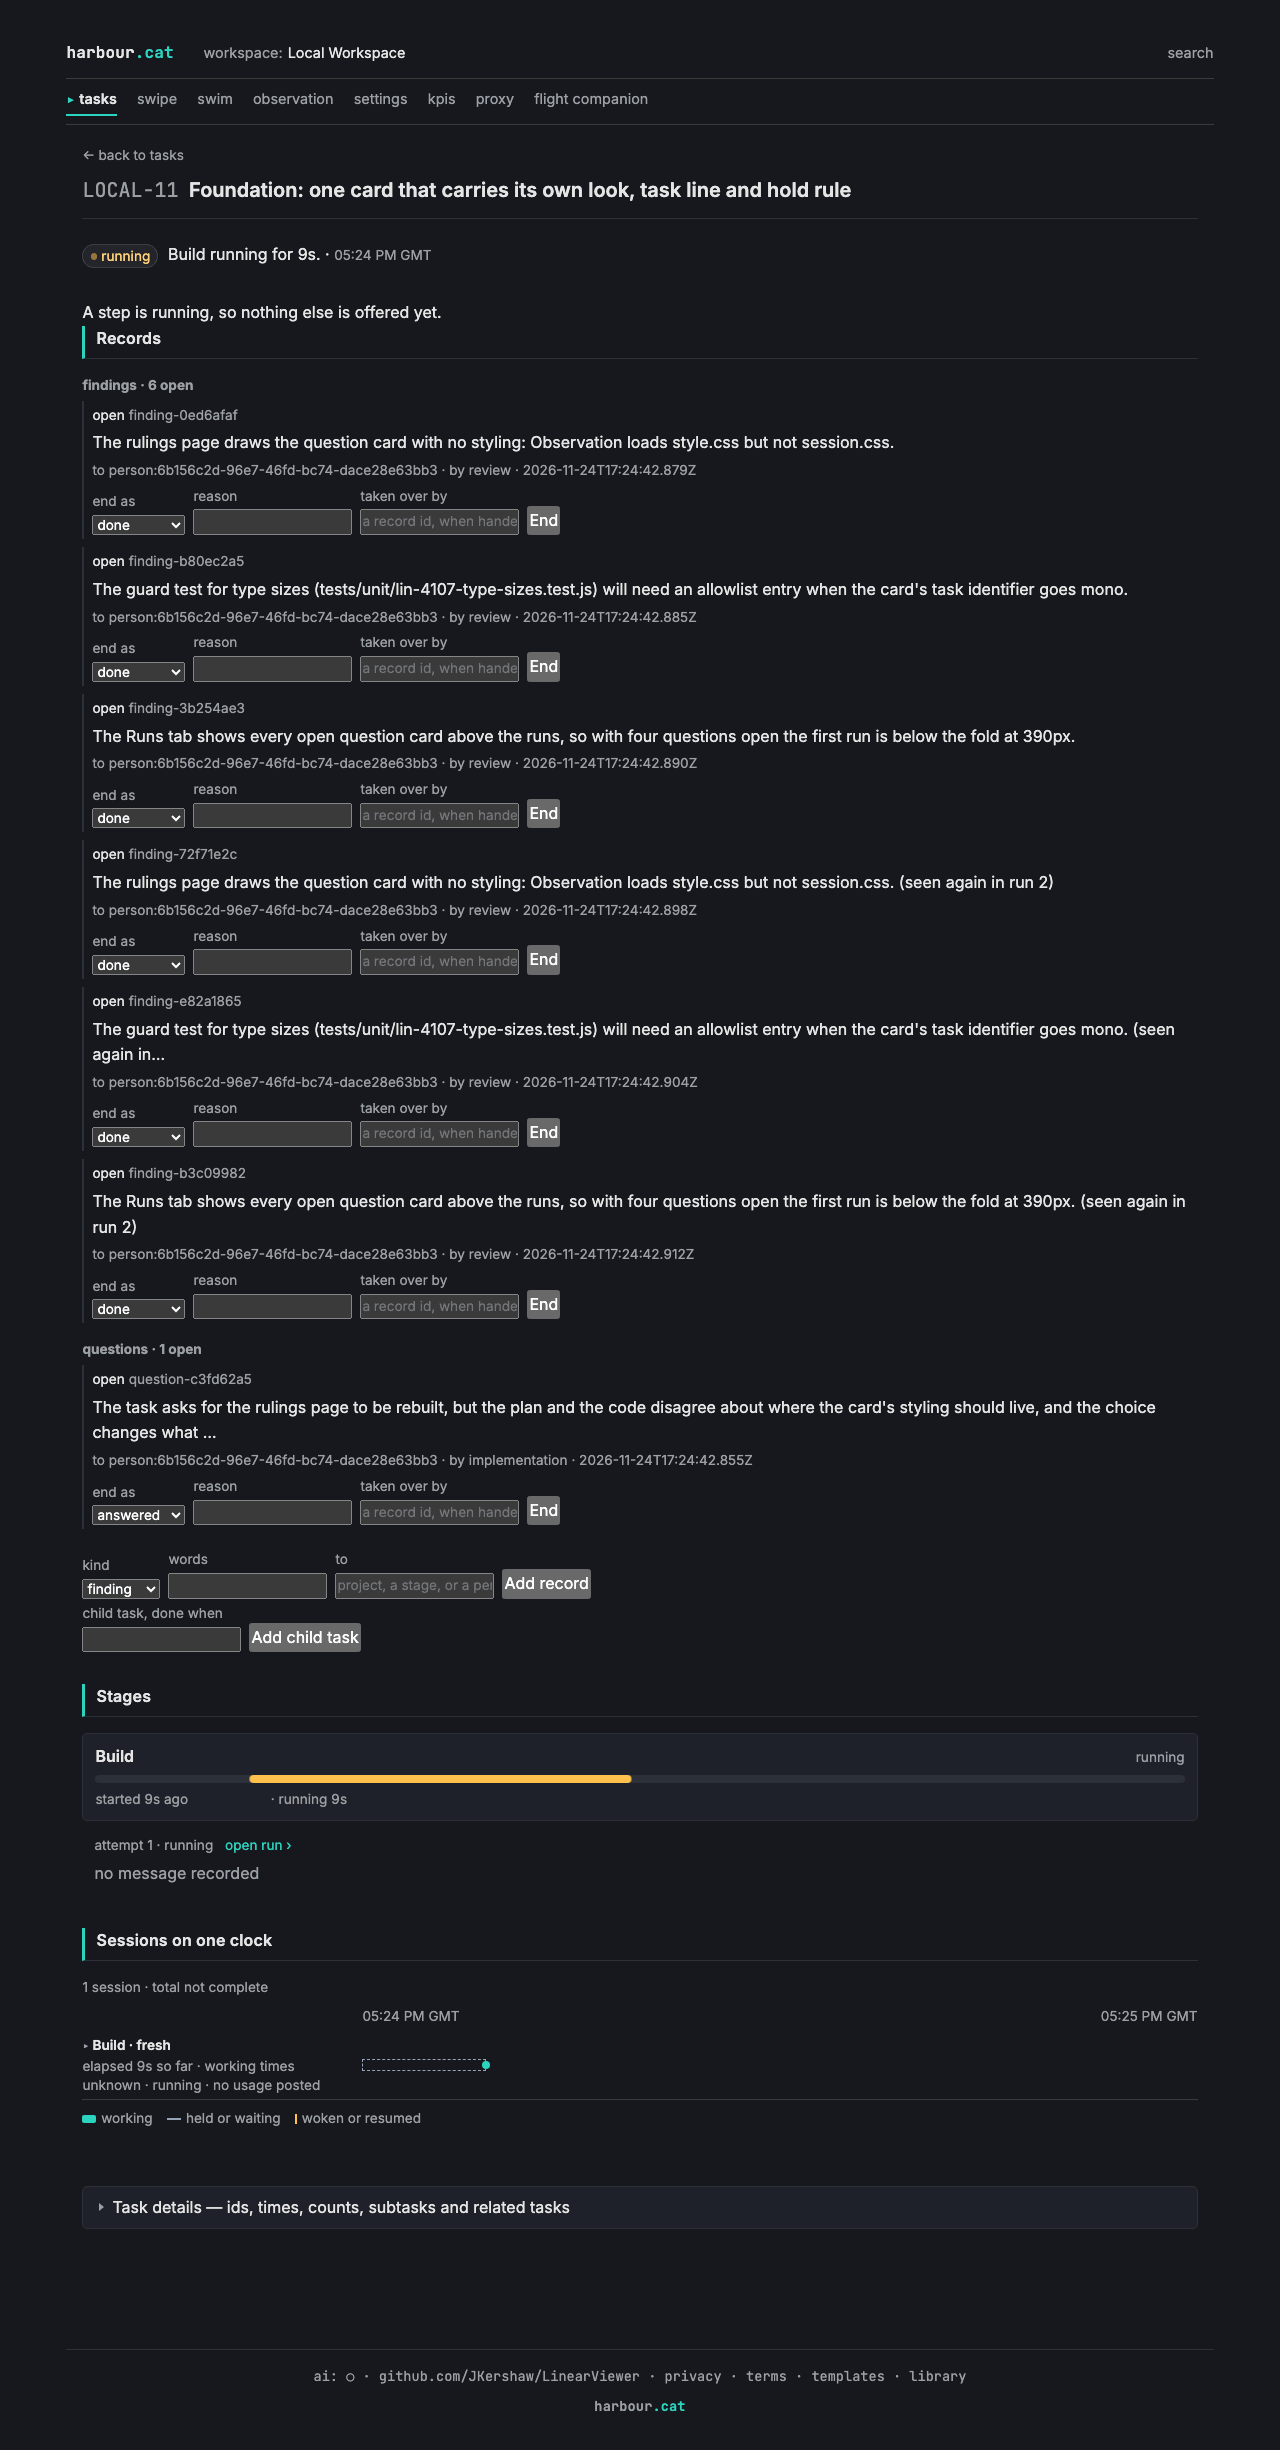 harbour.cat workspace: Local Workspace search
▸ tasks swipe swim observation settings kpis proxy flight companion
← back to tasks
LOCAL-11 Foundation: one card that carries its own look, task line and hold rule
running Build running for 9s. · 05:24 PM GMT
A step is running, so nothing else is offered yet.
Records
findings · 6 open
open finding-0ed6afaf
The rulings page draws the question card with no styling: Observation loads style.css but not session.css.
to person:6b156c2d-96e7-46fd-bc74-dace28e63bb3 · by review · 2026-11-24T17:24:42.879Z
end as reason taken over by
done a record id, when hande End
open finding-b80ec2a5
The guard test for type sizes (tests/unit/lin-4107-type-sizes.test.js) will need an allowlist entry when the card's task identifier goes mono.
to person:6b156c2d-96e7-46fd-bc74-dace28e63bb3 · by review · 2026-11-24T17:24:42.885Z
end as reason taken over by
done a record id, when hande End
open finding-3b254ae3
The Runs tab shows every open question card above the runs, so with four questions open the first run is below the fold at 390px.
to person:6b156c2d-96e7-46fd-bc74-dace28e63bb3 · by review · 2026-11-24T17:24:42.890Z
end as reason taken over by
done a record id, when hande End
open finding-72f71e2c
The rulings page draws the question card with no styling: Observation loads style.css but not session.css. (seen again in run 2)
to person:6b156c2d-96e7-46fd-bc74-dace28e63bb3 · by review · 2026-11-24T17:24:42.898Z
end as reason taken over by
done a record id, when hande End
open finding-e82a1865
The guard test for type sizes (tests/unit/lin-4107-type-sizes.test.js) will need an allowlist entry when the card's task identifier goes mono. (seen
again in…
to person:6b156c2d-96e7-46fd-bc74-dace28e63bb3 · by review · 2026-11-24T17:24:42.904Z
end as reason taken over by
done a record id, when hande End
open finding-b3c09982
The Runs tab shows every open question card above the runs, so with four questions open the first run is below the fold at 390px. (seen again in
run 2)
to person:6b156c2d-96e7-46fd-bc74-dace28e63bb3 · by review · 2026-11-24T17:24:42.912Z
end as reason taken over by
done a record id, when hande End
questions · 1 open
open question-c3fd62a5
The task asks for the rulings page to be rebuilt, but the plan and the code disagree about where the card's styling should live, and the choice
changes what …
to person:6b156c2d-96e7-46fd-bc74-dace28e63bb3 · by implementation · 2026-11-24T17:24:42.855Z
end as reason taken over by
answered a record id, when hande End
kind words to
finding project, a stage, or a per Add record
child task, done when
Add child task
Stages
Build running
started 9s ago · running 9s
attempt 1 · running open run ›
no message recorded
Sessions on one clock
1 session · total not complete
05:24 PM GMT 05:25 PM GMT
▸ Build · fresh
elapsed 9s so far · working times
unknown · running · no usage posted
working held or waiting woken or resumed
▸ Task details — ids, times, counts, subtasks and related tasks
ai: ○ · github.com/JKershaw/LinearViewer · privacy · terms · templates · library
harbour.cat